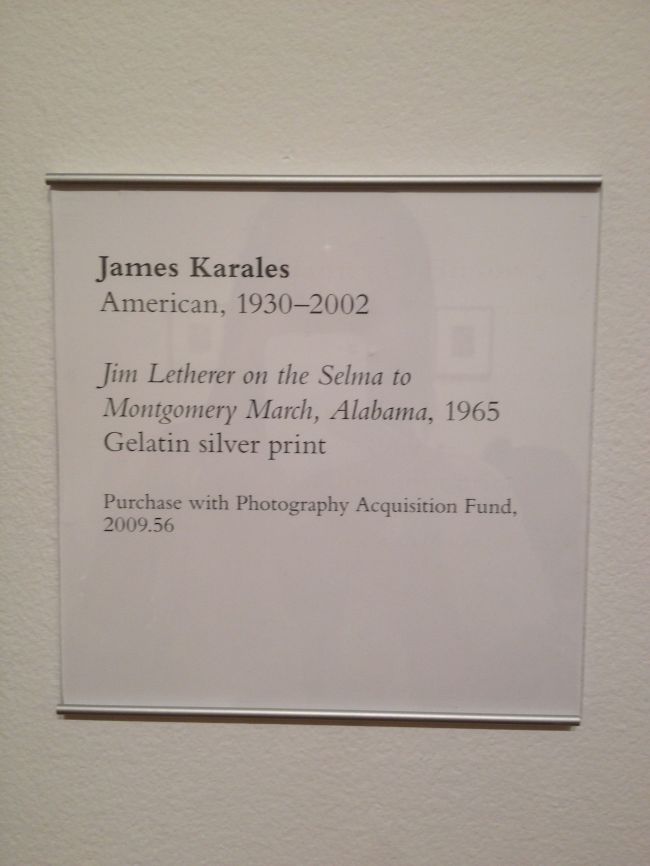 James Karales
American, 1930–2002
Jim Letherer on the Selma to
Montgomery March, Alabama, 1965
Gelatin silver print
Purchase with Photography Acquisition Fund,
2009.56